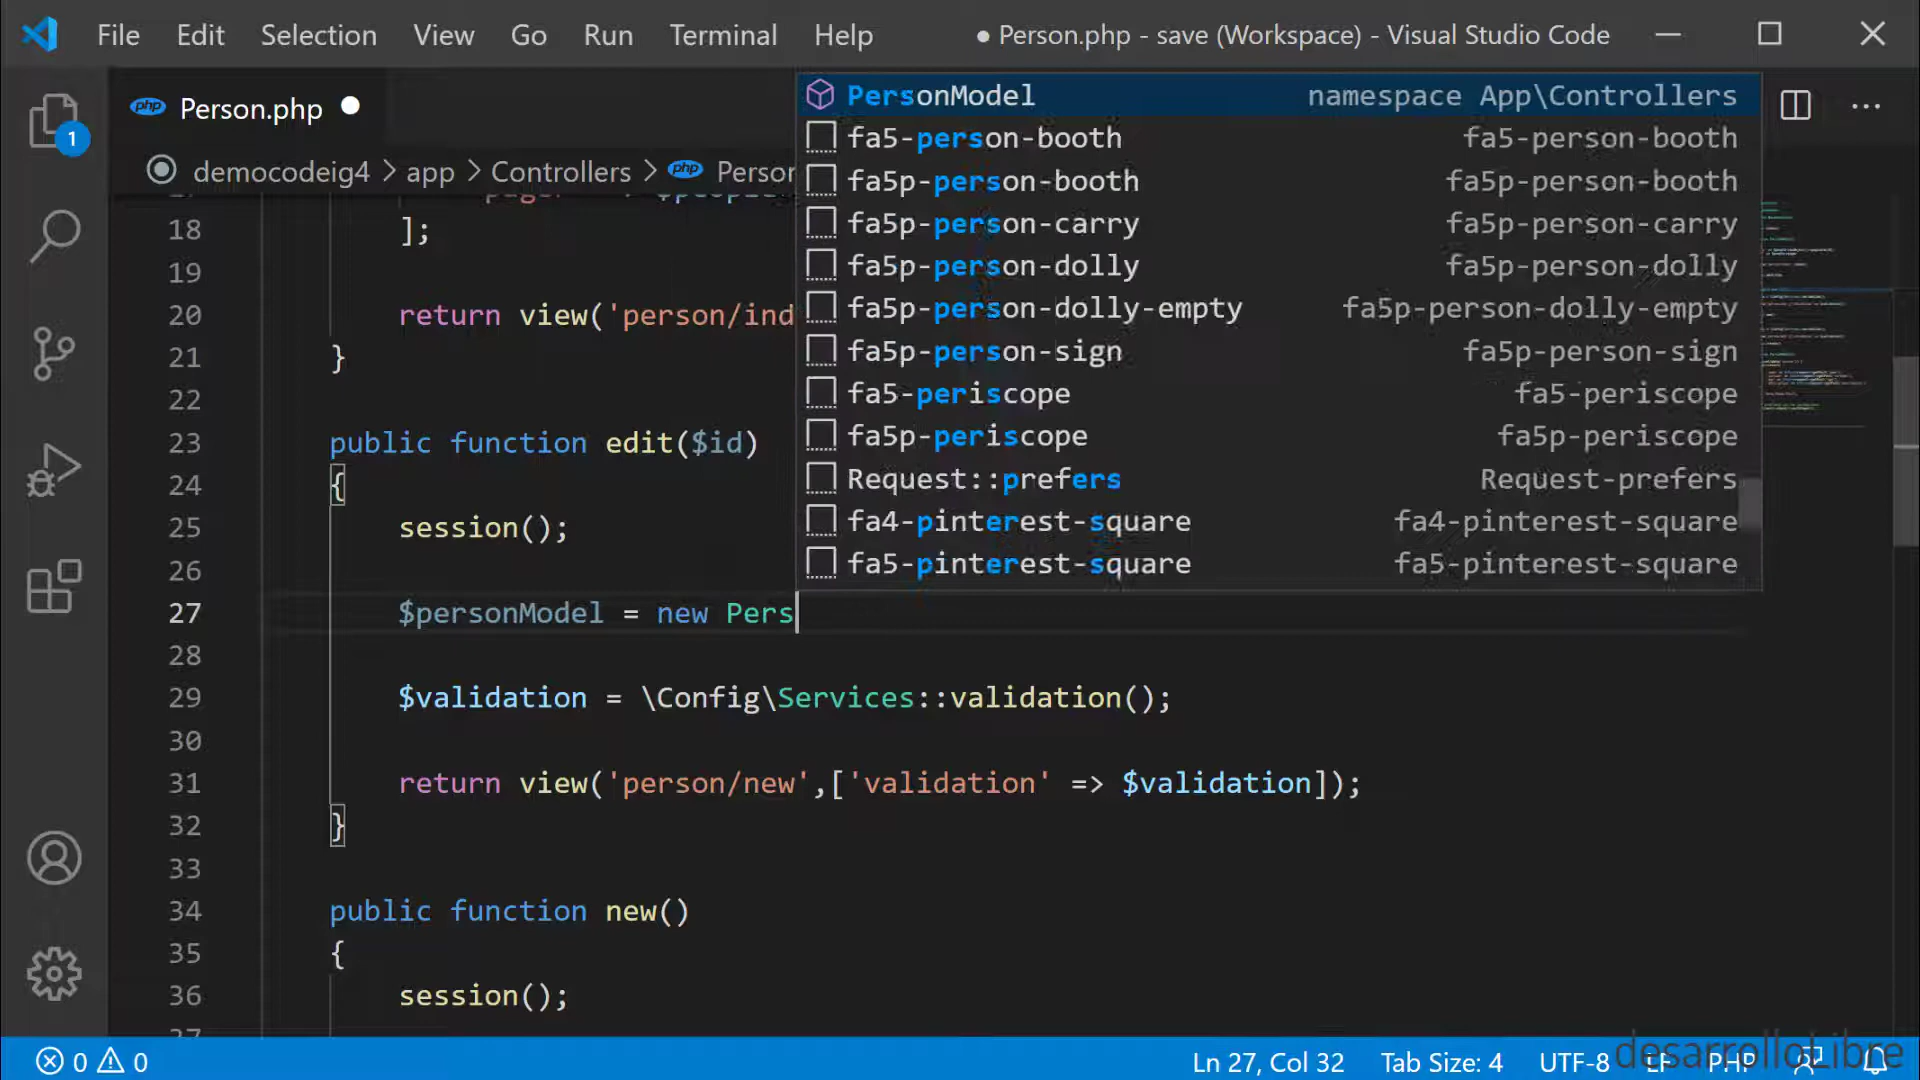 File Edit Selection View Go Run Terminal Help ● Person.php - save (Workspace) - Visual Studio Code
1
php Person.php ●
democodeig4 > app > Controllers > php Person
18 ];
19
20 return view('person/ind
21 }
22
23 public function edit($id)
24 {
25 session();
26
27 $personModel = new Pers
28
29 $validation = \Config\Services::validation();
30
31 return view('person/new',['validation' => $validation]);
32 }
33
34 public function new()
35 {
36 session();
PersonModel namespace App\Controllers
fa5-person-booth fa5-person-booth
fa5p-person-booth fa5p-person-booth
fa5p-person-carry fa5p-person-carry
fa5p-person-dolly fa5p-person-dolly
fa5p-person-dolly-empty fa5p-person-dolly-empty
fa5p-person-sign fa5p-person-sign
fa5-periscope fa5-periscope
fa5p-periscope fa5p-periscope
Request::prefers Request-prefers
fa4-pinterest-square fa4-pinterest-square
fa5-pinterest-square fa5-pinterest-square
0 0 Ln 27, Col 32 Tab Size: 4 UTF-8 LF PHP
desarrolloLibre